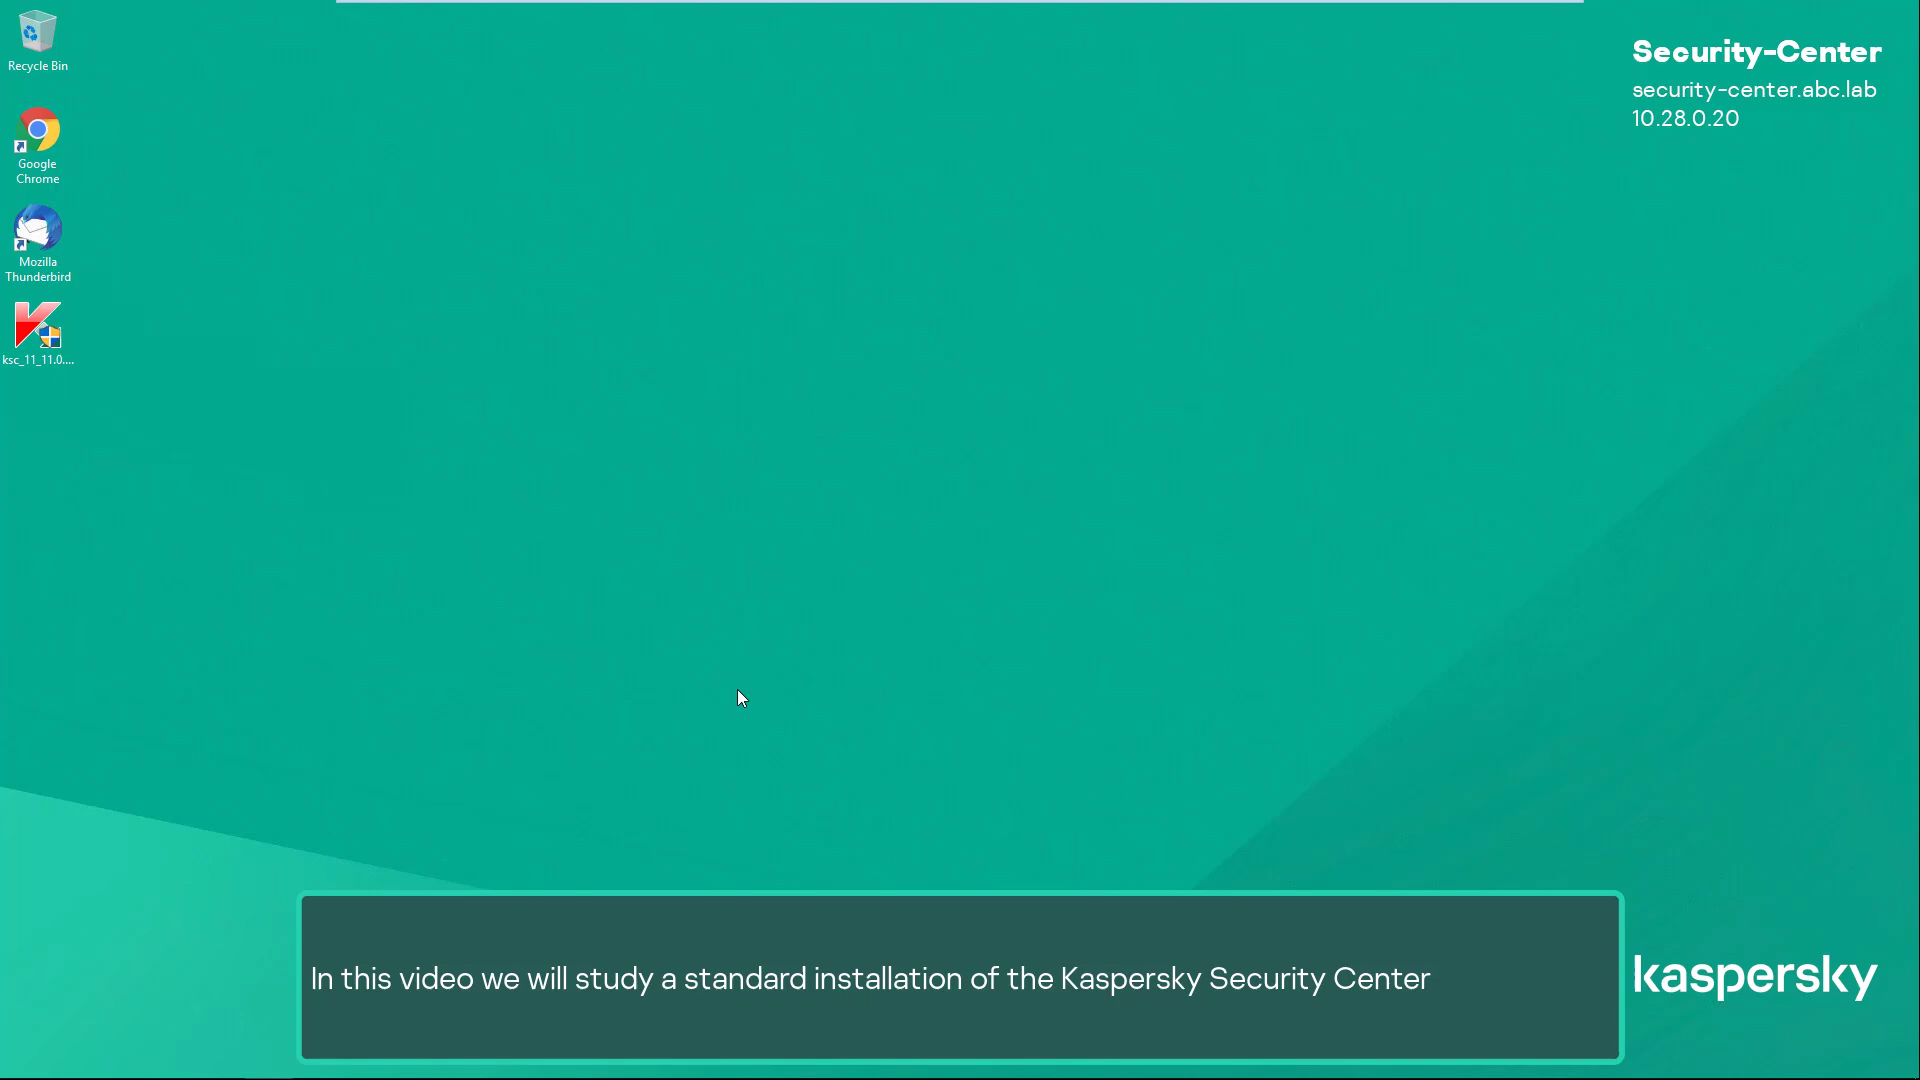 Recycle Bin
Google
Chrome
Mozilla
Thunderbird
ksc_11_11.0....
Security-Center
security-center.abc.lab
10.28.0.20
In this video we will study a standard installation of the Kaspersky Security Center
kaspersky